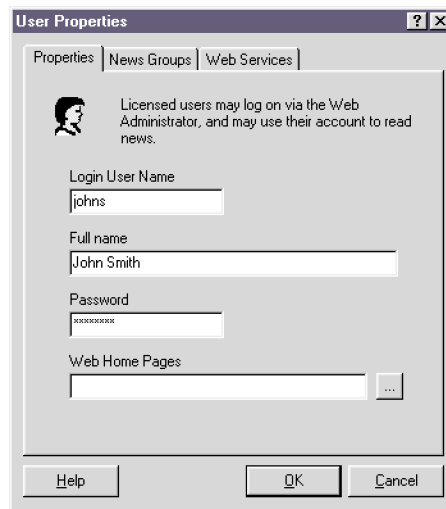 User Properties
Properties News Groups Web Services
Licensed users may log on via the Web
Administrator, and may use their account to read
news.
Login User Name
johns
Full name
John Smith
Password
********
Web Home Pages
...
Help OK Cancel